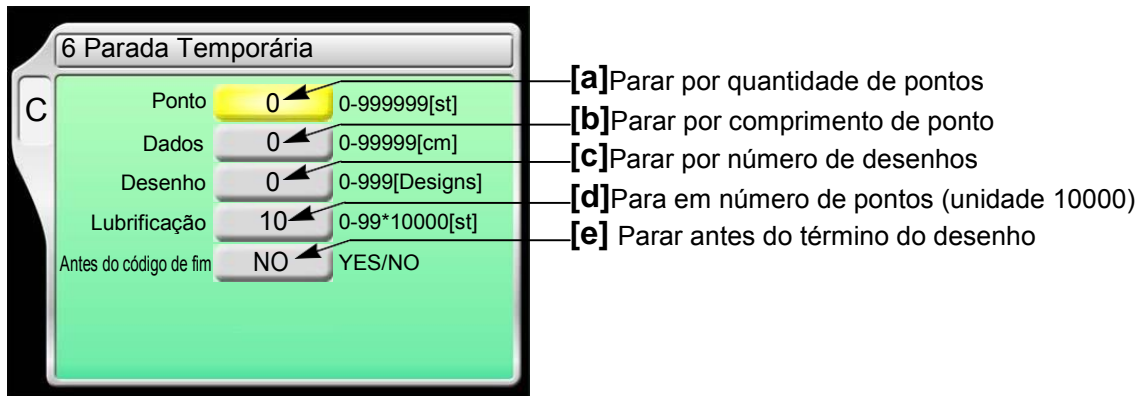 6 Parada Temporária
C
Ponto 0 0-999999[st] [a]Parar por quantidade de pontos
Dados 0 0-99999[cm] [b]Parar por comprimento de ponto
Desenho 0 0-999[Designs] [c]Parar por número de desenhos
Lubrificação 10 0-99*10000[st] [d]Para em número de pontos (unidade 10000)
Antes do código de fim NO YES/NO [e] Parar antes do término do desenho